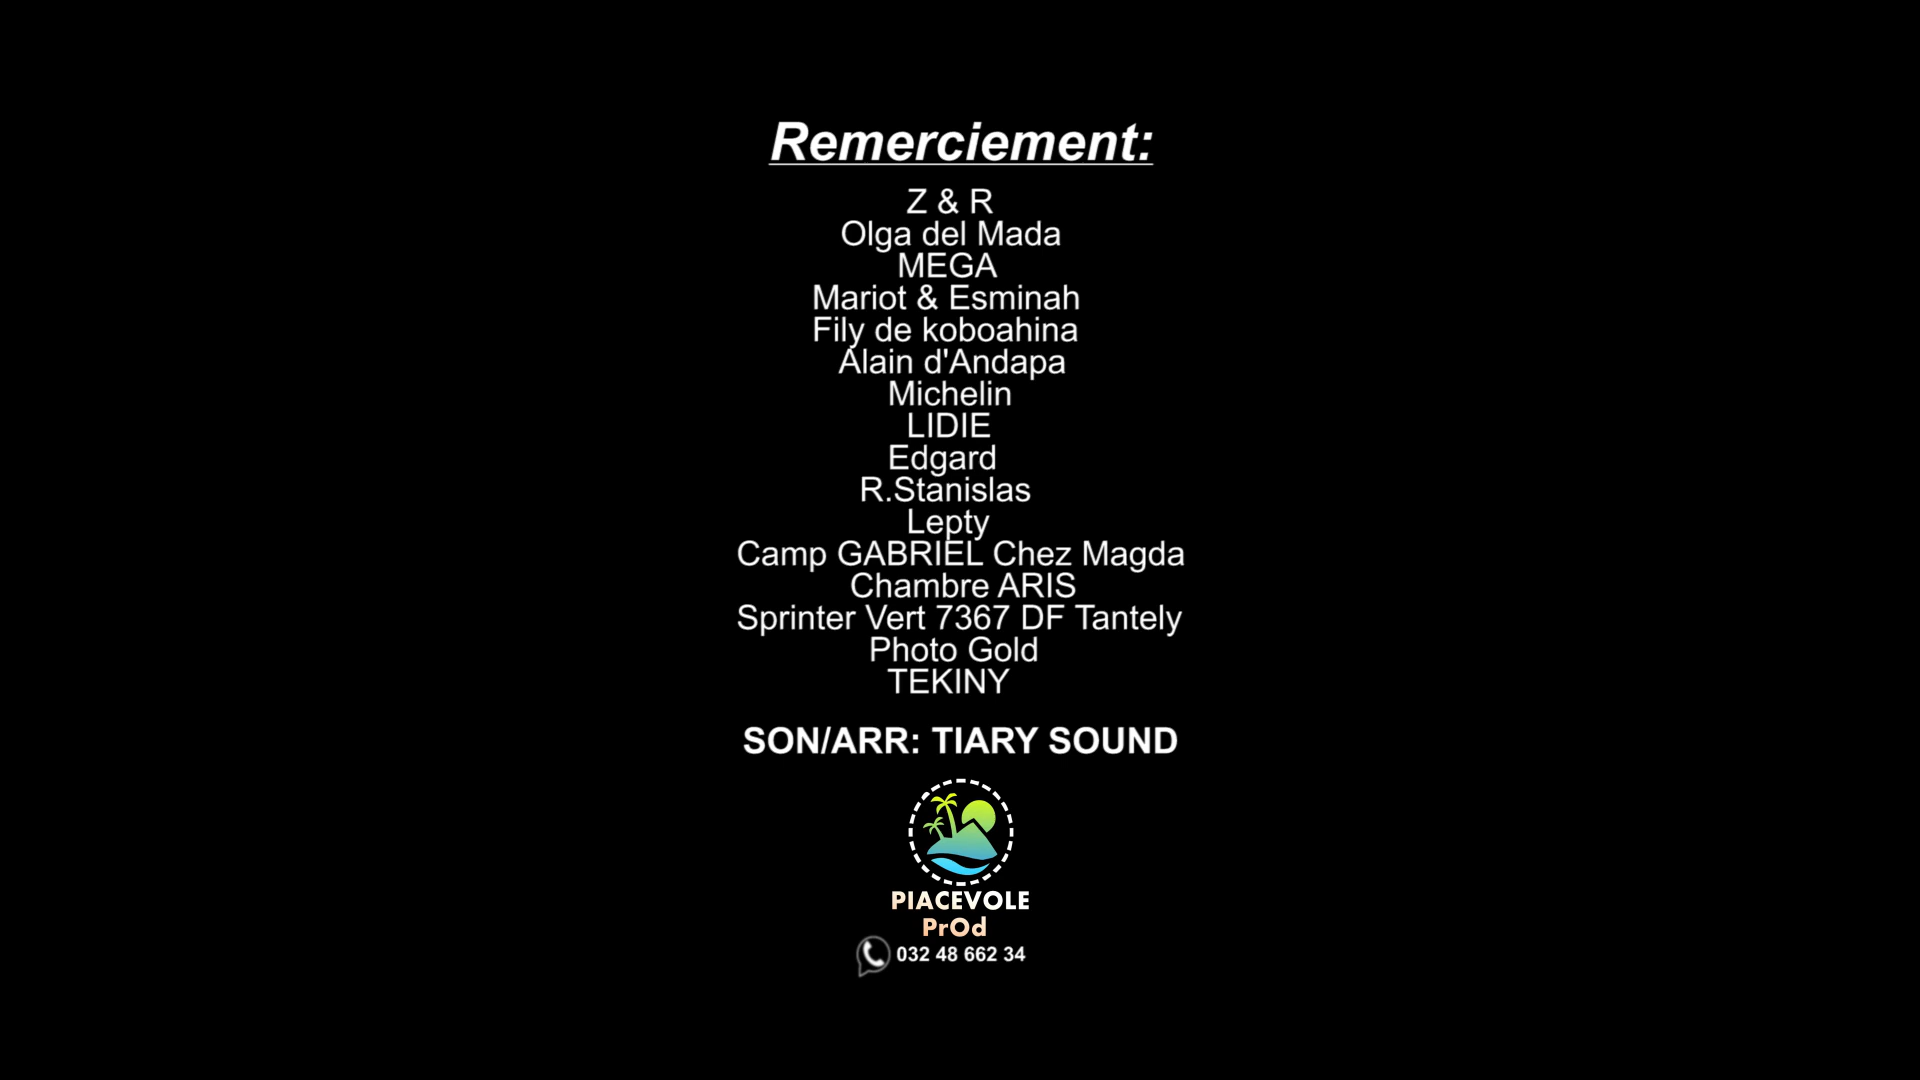 Remerciement:
Z & R
Olga del Mada
MEGA
Mariot & Esminah
Fily de koboahina
Alain d'Andapa
Michelin
LIDIE
Edgard
R.Stanislas
Lepty
Camp GABRIEL Chez Magda
Chambre ARIS
Sprinter Vert 7367 DF Tantely
Photo Gold
TEKINY
SON/ARR: TIARY SOUND
PIACEVOLE
PrOd
032 48 662 34